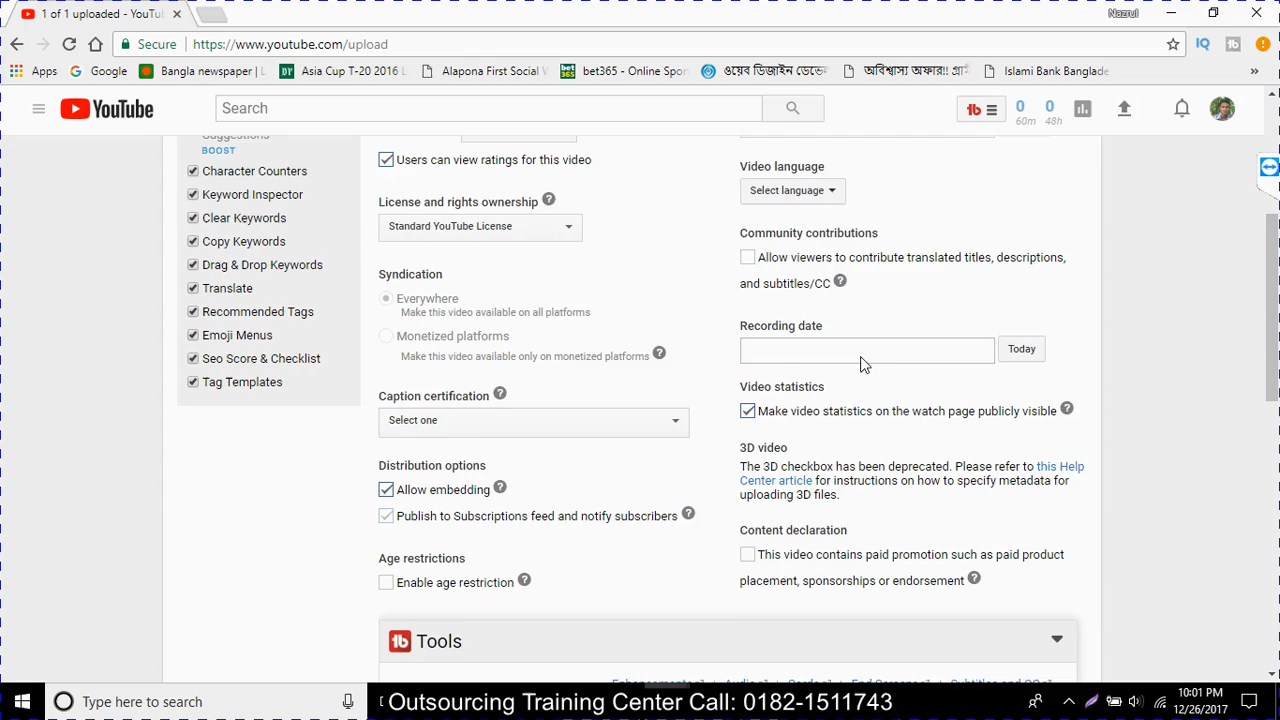 1 of 1 uploaded - YouTu
Nazrul
Secure
https://www.youtube.com/upload
Apps
Google
Bangla newspaper | L
Asia Cup T-20 2016 L
Alapona First Social V
bet365 - Online Spor
ওয়েব ডিজাইন ডেভে
অবিশ্বাস্য অফার!! গ্রা
Islami Bank Banglade
»
YouTube
Search
0
60m
0
48h
Suggestions
BOOST
Character Counters
Keyword Inspector
Clear Keywords
Copy Keywords
Drag & Drop Keywords
Translate
Recommended Tags
Emoji Menus
Seo Score & Checklist
Tag Templates
Users can view ratings for this video
License and rights ownership
Standard YouTube License
Syndication
Everywhere
Make this video available on all platforms
Monetized platforms
Make this video available only on monetized platforms
Caption certification
Select one
Distribution options
Allow embedding
Publish to Subscriptions feed and notify subscribers
Age restrictions
Enable age restriction
Video language
Select language
Community contributions
Allow viewers to contribute translated titles, descriptions,
and subtitles/CC
Recording date
Today
Video statistics
Make video statistics on the watch page publicly visible
3D video
The 3D checkbox has been deprecated. Please refer to this Help
Center article for instructions on how to specify metadata for
uploading 3D files.
Content declaration
This video contains paid promotion such as paid product
placement, sponsorships or endorsement
Tools
Type here to search
Outsourcing Training Center Call: 0182-1511743
10:01 PM
12/26/2017